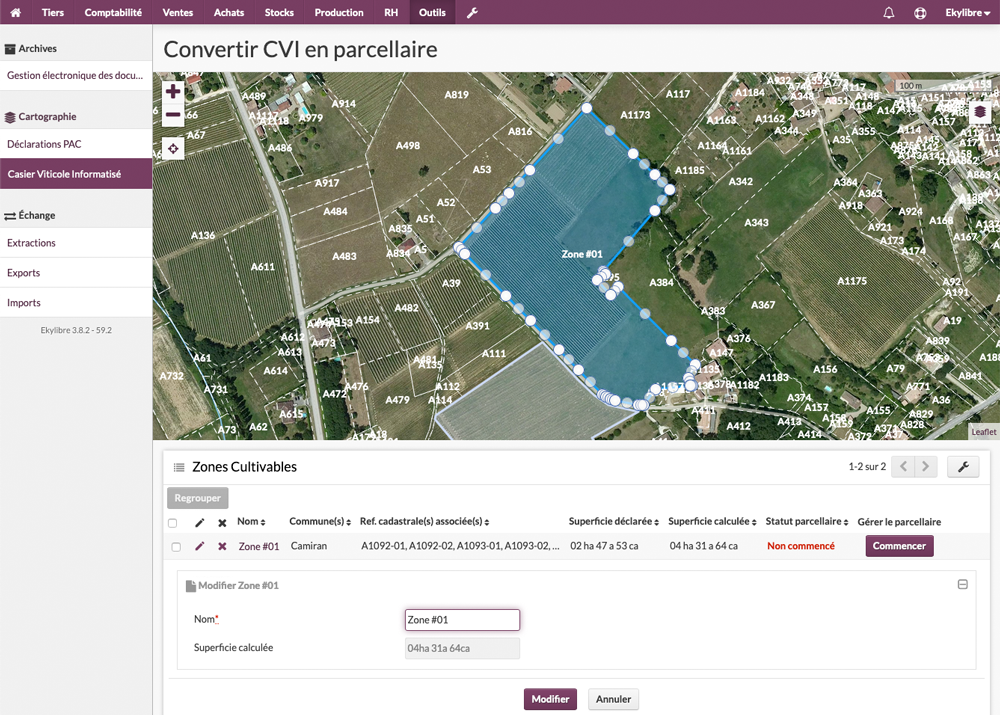 Tiers Comptabilité Ventes Achats Stocks Production RH Outils Ekylibre
Archives
Gestion électronique des docu...
Cartographie
Déclarations PAC
Casier Viticole Informatisé
Échange
Extractions
Exports
Imports
Ekylibre 3.8.2 - 59.2
Convertir CVI en parcellaire
100 m
A489
A914
A819
A117
A1173
A1184
A348
A349
A1163
A1162
A344
A979
A67
A486
A498
A816
A1164
A1161
A35
A355
A114
A157
A53
A1185
A342
A364
A363
A917
A484
A52
A51
A835
A834
A5
A483
A136
A611
A343
A918
A924
A921
A173
A174
A168
A167
Zone #01
A39
A384
A1175
A92
A191
A482
A154
A391
A383
A367
A19
A612
A613
A473
A376
A839
A61
A614
A111
A147
A79
A732
A731
A476
A472
A479
A112
A114
A1182
A1183
A156
A841
A771
A36
A615
A62
A73
A411
A412
A374
A157
A413
A414
A155
A829
A828
A372
Leaflet
Zones Cultivables
1-2 sur 2
Regrouper
Nom Commune(s) Ref. cadastrale(s) associée(s) Superficie déclarée Superficie calculée Statut parcellaire Gérer le parcellaire
Zone #01 Camiran A1092-01, A1092-02, A1093-01, A1093-02, ... 02 ha 47 a 53 ca 04 ha 31 a 64 ca Non commencé Commencer
Modifier Zone #01
Nom* Zone #01
Superficie calculée 04ha 31a 64ca
Modifier Annuler